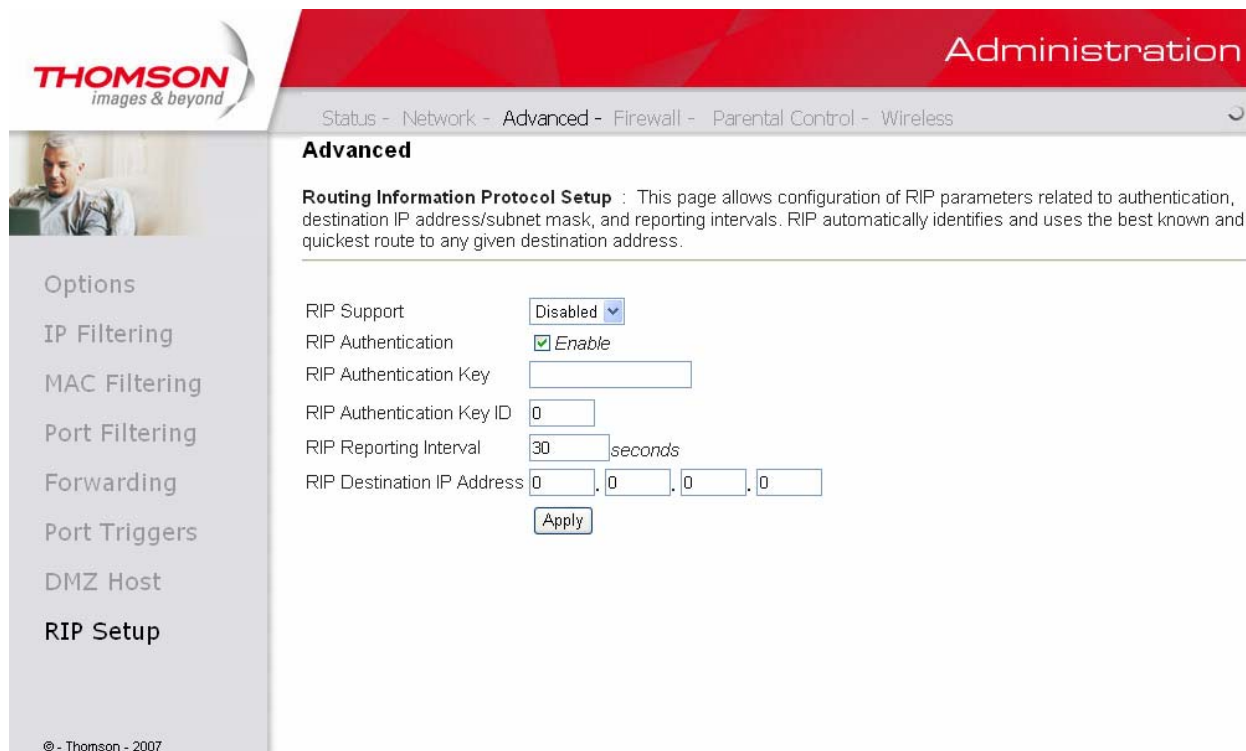 THOMSON
images & beyond
Administration
Status - Network - Advanced - Firewall - Parental Control - Wireless
Advanced
Routing Information Protocol Setup : This page allows configuration of RIP parameters related to authentication,
destination IP address/subnet mask, and reporting intervals. RIP automatically identifies and uses the best known and
quickest route to any given destination address.
Options
IP Filtering
MAC Filtering
Port Filtering
Forwarding
Port Triggers
DMZ Host
RIP Setup
RIP Support Disabled
RIP Authentication Enable
RIP Authentication Key
RIP Authentication Key ID 0
RIP Reporting Interval 30 seconds
RIP Destination IP Address 0 . 0 . 0 . 0
Apply
© - Thomson - 2007